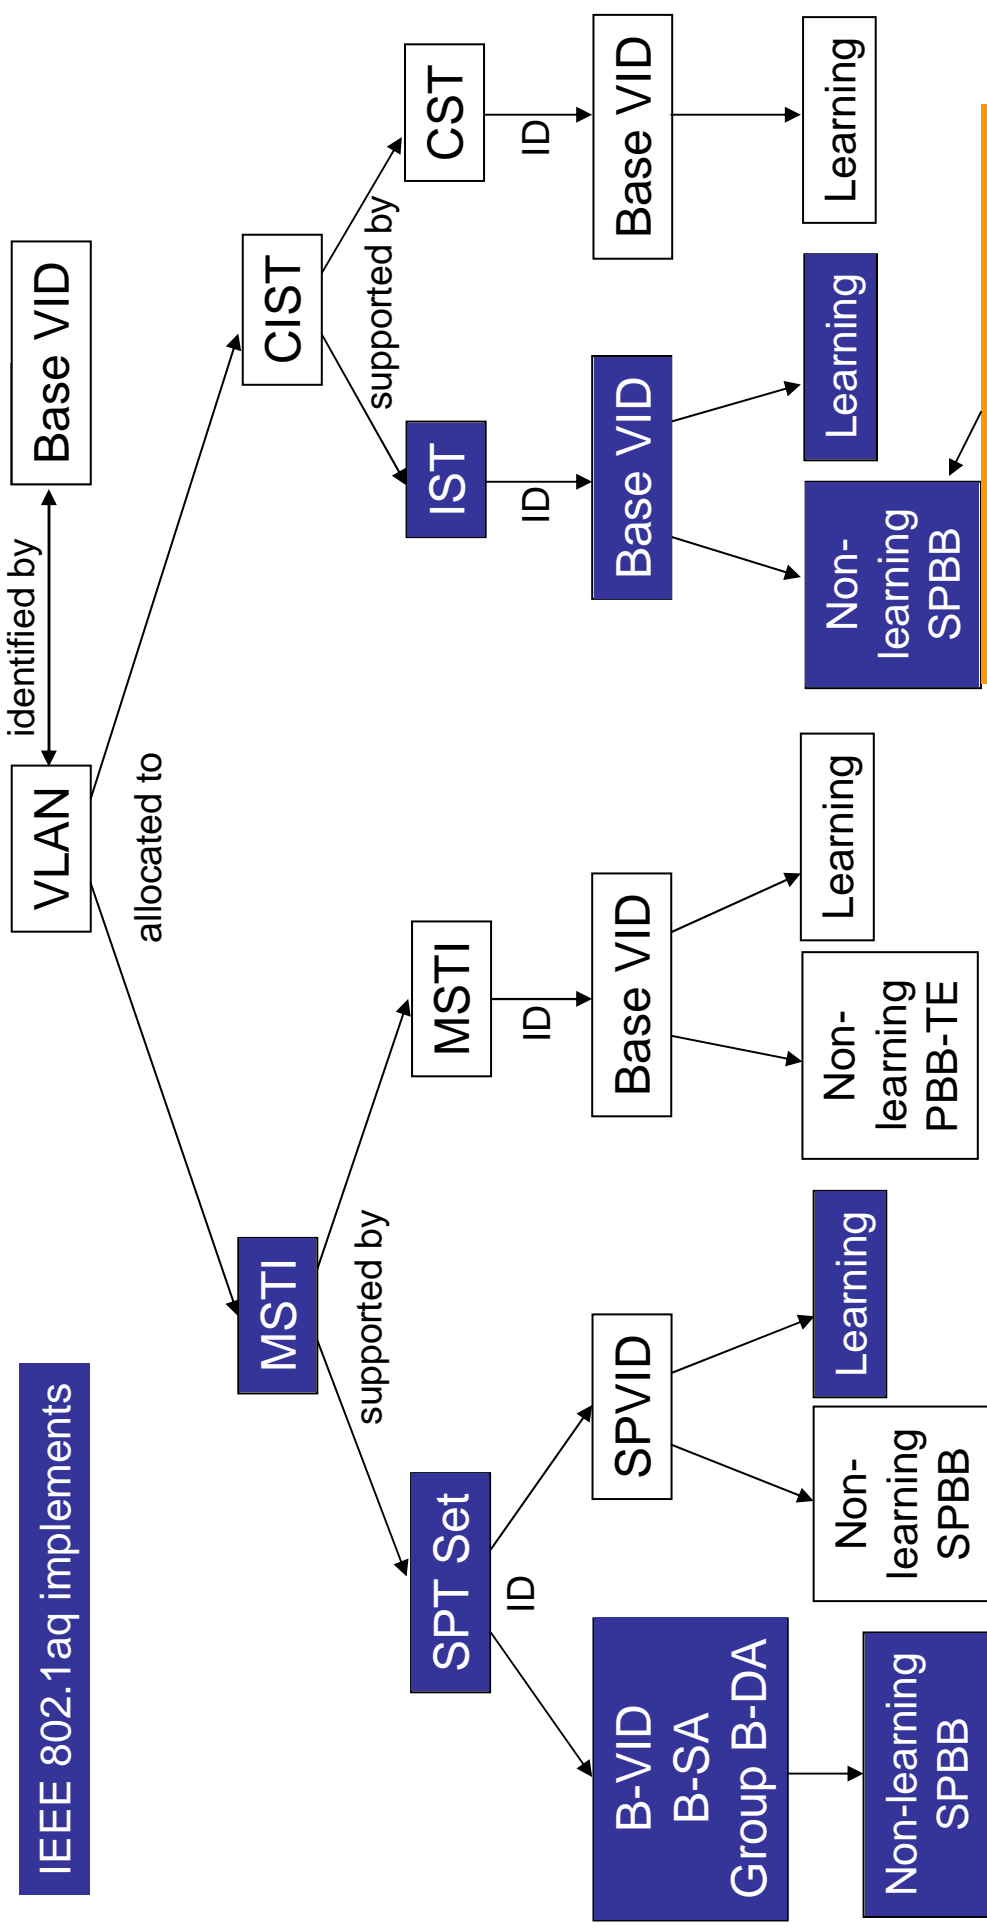 IEEE 802.1aq implements
VLAN
identified by
Base VID
allocated to
MSTI
CIST
supported by
supported by
SPT Set
MSTI
IST
CST
ID
ID
ID
ID
B-VID
B-SA
Group B-DA
SPVID
Base VID
Base VID
Base VID
Non-learning
SPBB
Non-
learning
SPBB
Learning
Non-
learning
PBB-TE
Learning
Non-
learning
SPBB
Learning
Learning